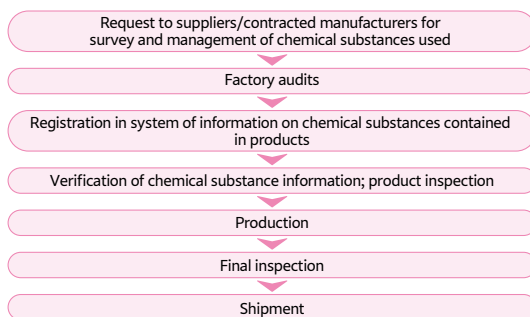 Request to suppliers/contracted manufacturers for
survey and management of chemical substances used
Factory audits
Registration in system of information on chemical substances contained
in products
Verification of chemical substance information; product inspection
Production
Final inspection
Shipment